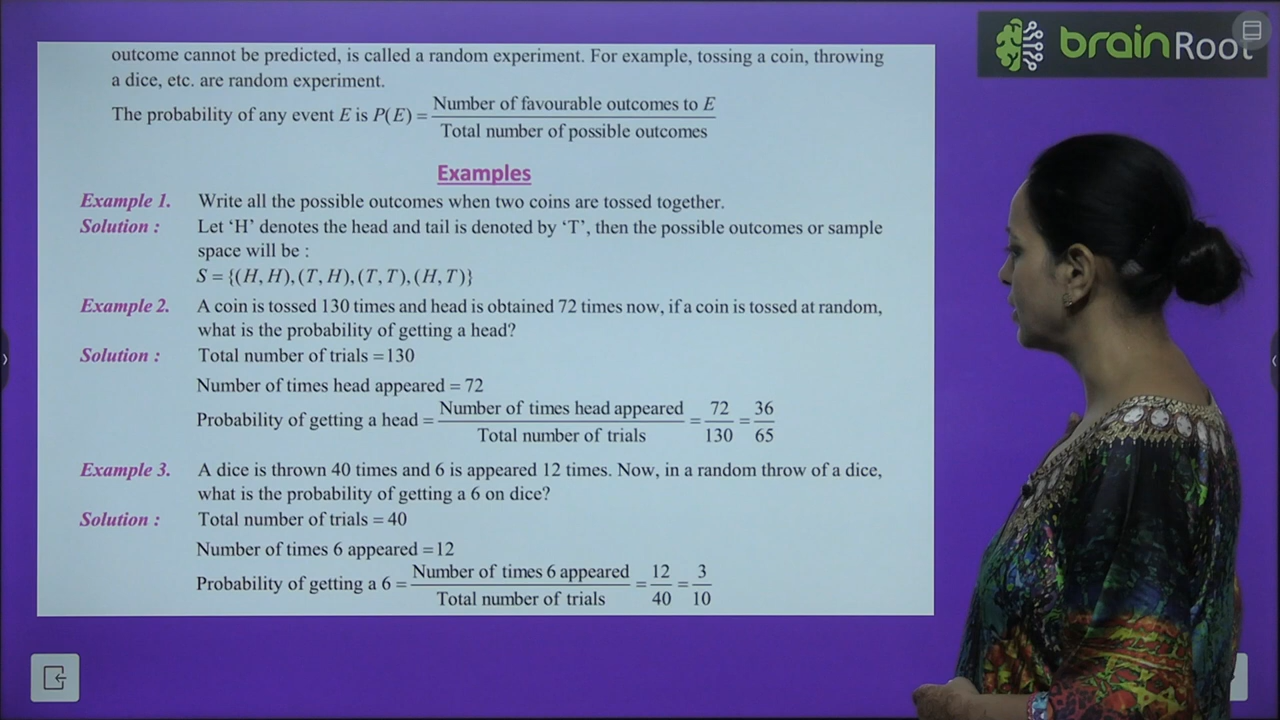 brainRoot
outcome cannot be predicted, is called a random experiment. For example, tossing a coin, throwing
a dice, etc. are random experiment.
The probability of any event E is P(E) = Number of favourable outcomes to E / Total number of possible outcomes
Examples
Example 1. Write all the possible outcomes when two coins are tossed together.
Solution : Let ‘H’ denotes the head and tail is denoted by ‘T’, then the possible outcomes or sample
space will be :
S = {(H, H), (T, H), (T, T), (H, T)}
Example 2. A coin is tossed 130 times and head is obtained 72 times now, if a coin is tossed at random,
what is the probability of getting a head?
Solution : Total number of trials = 130
Number of times head appeared = 72
Probability of getting a head = Number of times head appeared / Total number of trials = 72/130 = 36/65
Example 3. A dice is thrown 40 times and 6 is appeared 12 times. Now, in a random throw of a dice,
what is the probability of getting a 6 on dice?
Solution : Total number of trials = 40
Number of times 6 appeared = 12
Probability of getting a 6 = Number of times 6 appeared / Total number of trials = 12/40 = 3/10